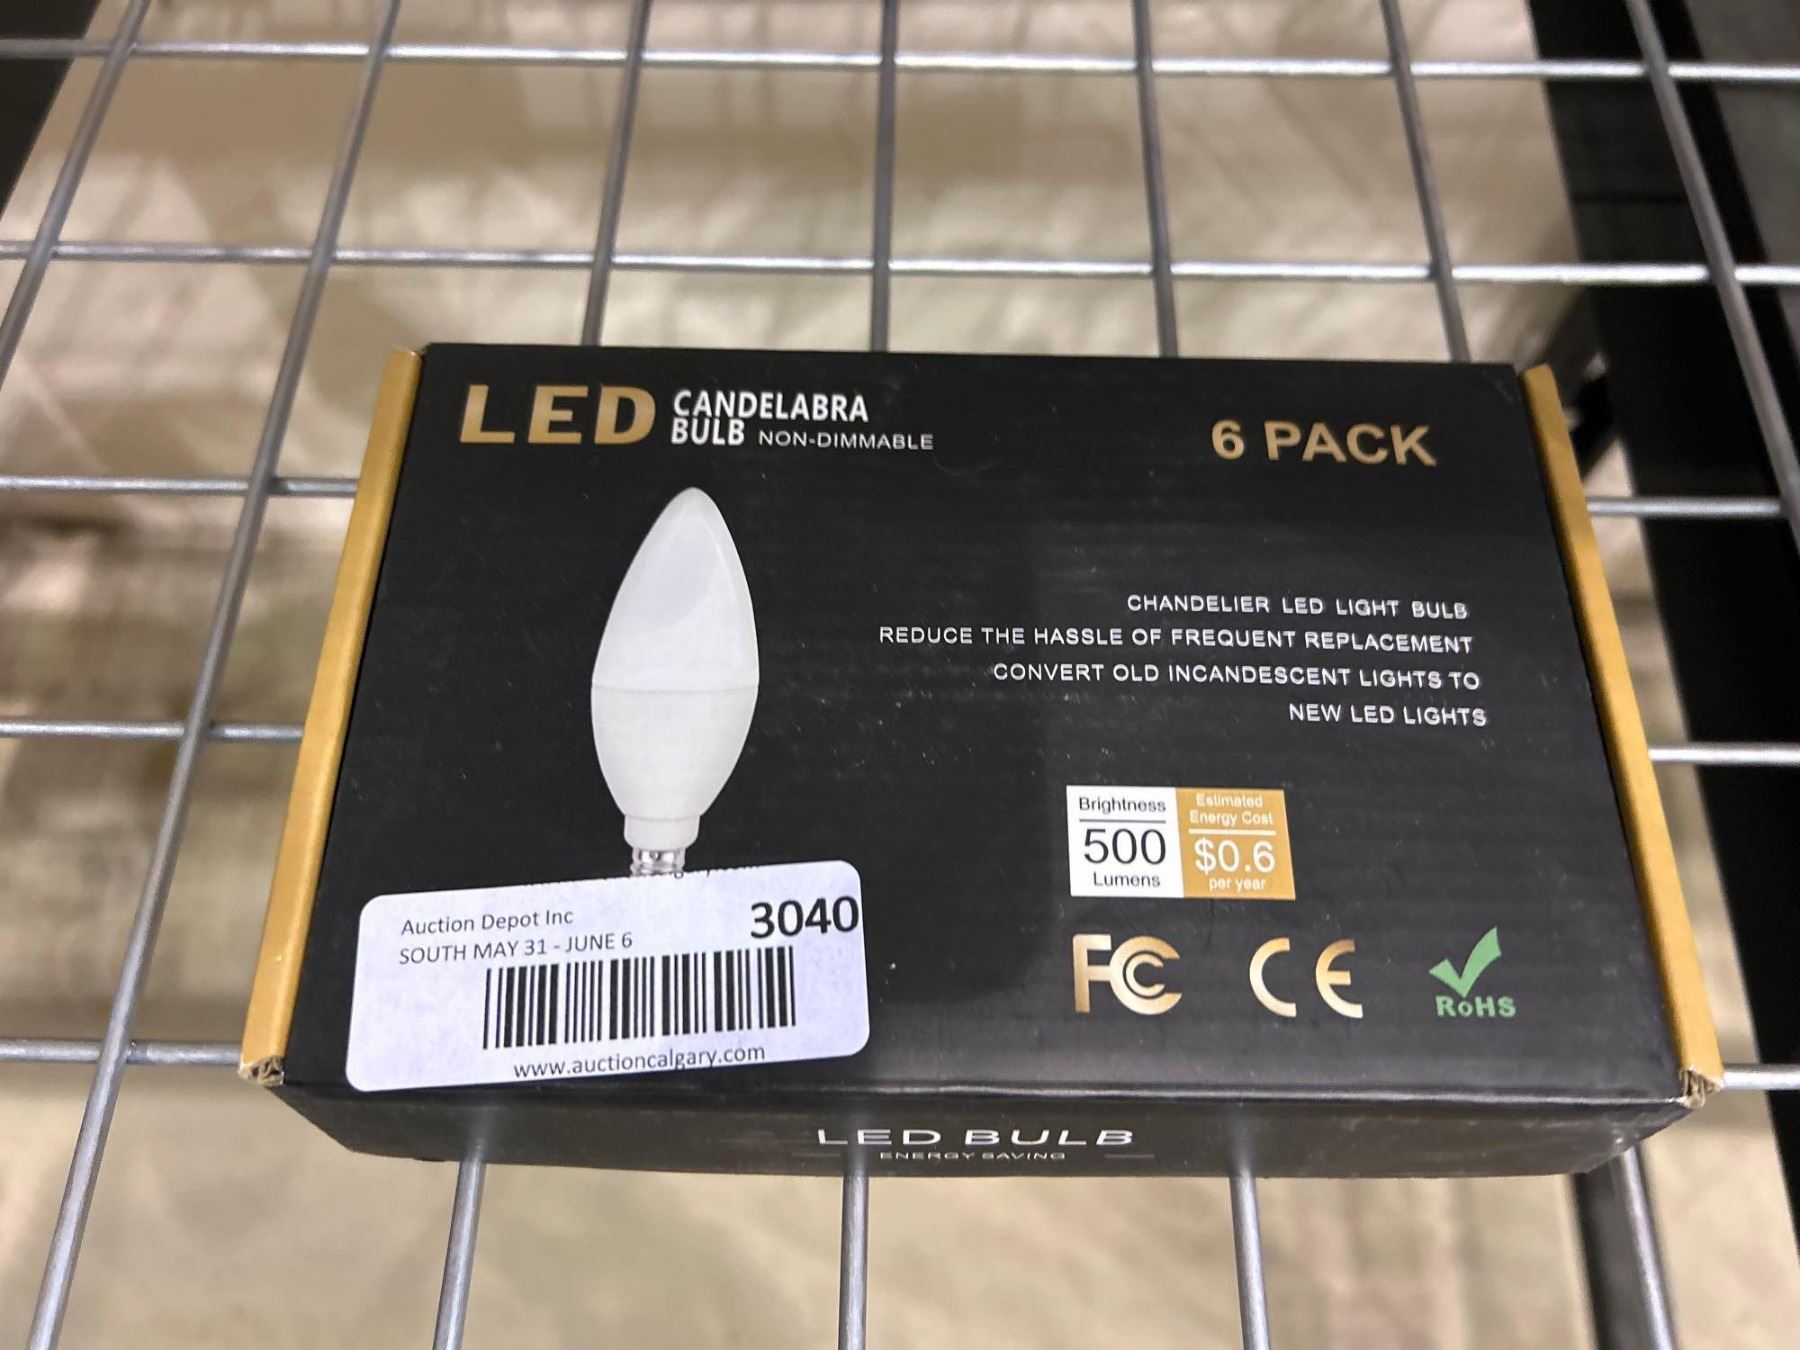 LED CANDELABRA
BULB NON-DIMMABLE
6 PACK
CHANDELIER LED LIGHT BULB
REDUCE THE HASSLE OF FREQUENT REPLACEMENT
CONVERT OLD INCANDESCENT LIGHTS TO
NEW LED LIGHTS
Brightness
500
Lumens
Estimated
Energy Cost
$0.6
per year
FC CE RoHS
Auction Depot Inc
3040
SOUTH MAY 31 - JUNE 6
www.auctioncalgary.com
LED BULB
ENERGY SAVING